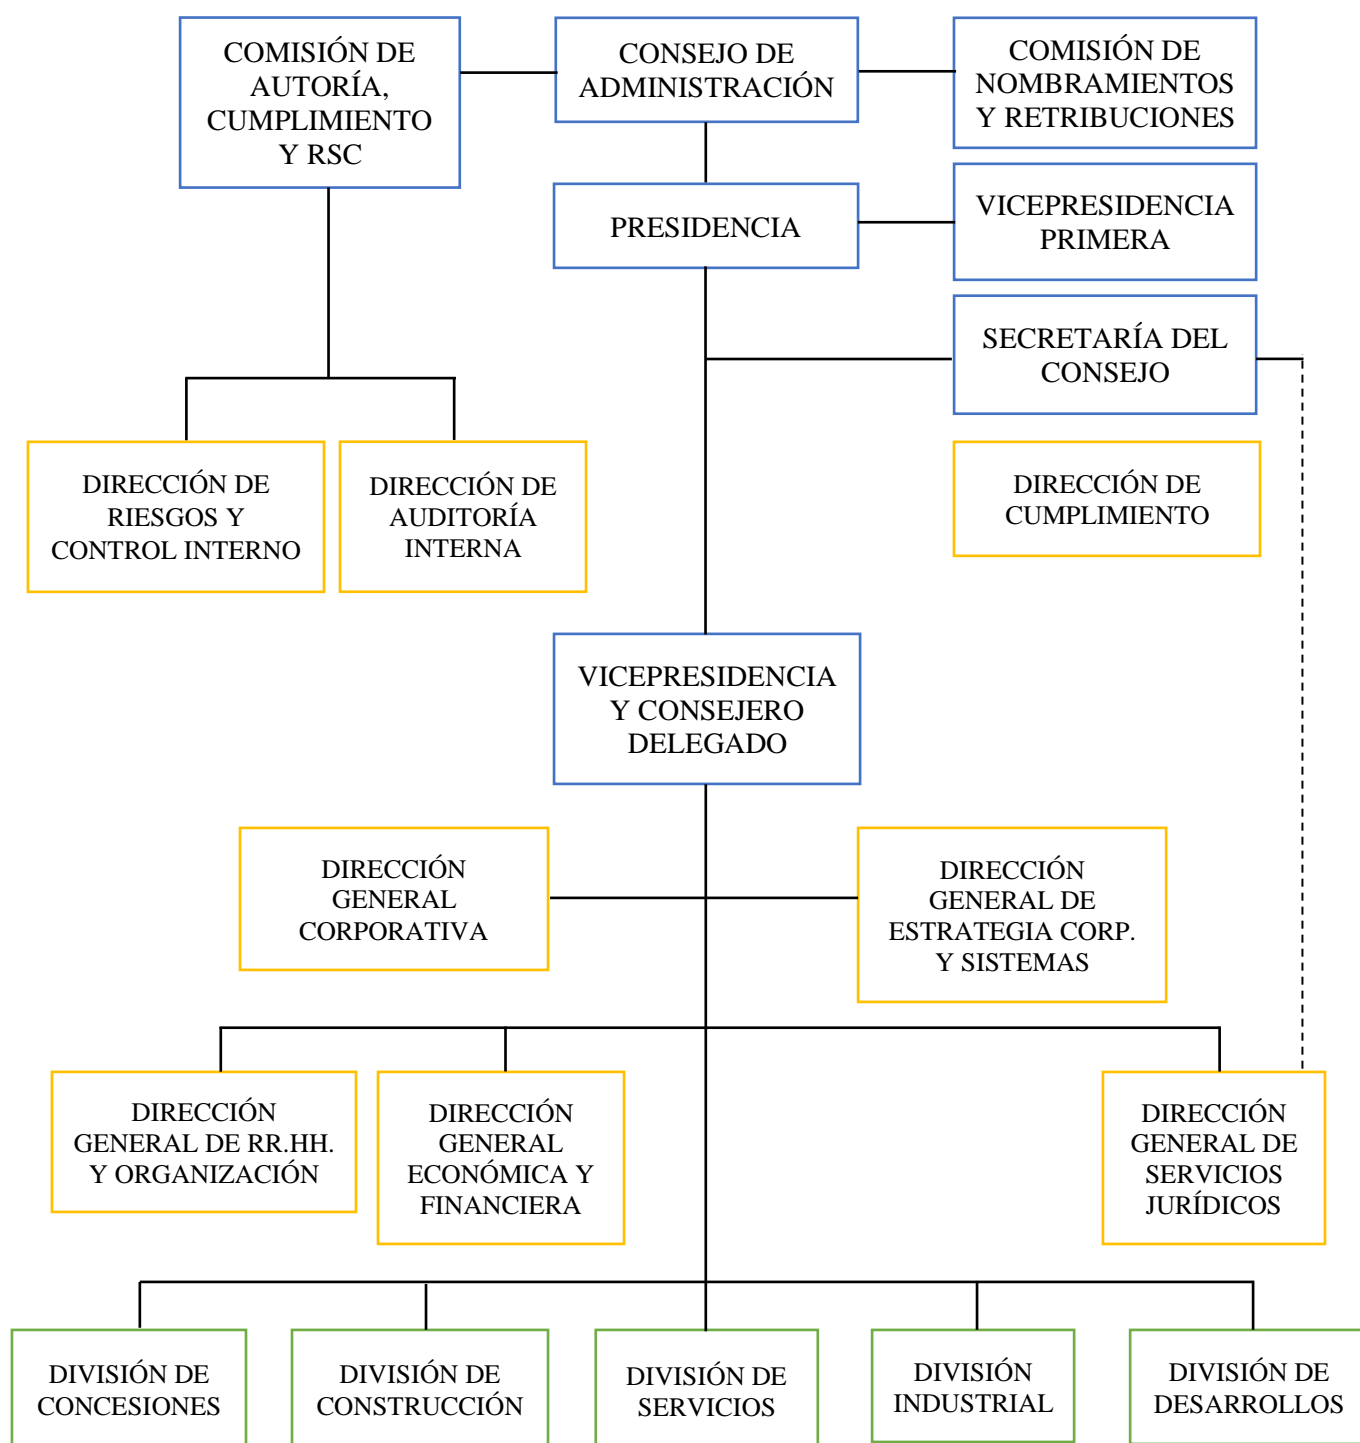 COMISIÓN DE
AUTORÍA,
CUMPLIMIENTO
Y RSC
CONSEJO DE
ADMINISTRACIÓN
COMISIÓN DE
NOMBRAMIENTOS
Y RETRIBUCIONES
PRESIDENCIA
VICEPRESIDENCIA
PRIMERA
SECRETARÍA DEL
CONSEJO
DIRECCIÓN DE
RIESGOS Y
CONTROL INTERNO
DIRECCIÓN DE
AUDITORÍA
INTERNA
DIRECCIÓN DE
CUMPLIMIENTO
VICEPRESIDENCIA
Y CONSEJERO
DELEGADO
DIRECCIÓN
GENERAL
CORPORATIVA
DIRECCIÓN
GENERAL DE
ESTRATEGIA CORP.
Y SISTEMAS
DIRECCIÓN
GENERAL DE RR.HH.
Y ORGANIZACIÓN
DIRECCIÓN
GENERAL
ECONÓMICA Y
FINANCIERA
DIRECCIÓN
GENERAL DE
SERVICIOS
JURÍDICOS
DIVISIÓN DE
CONCESIONES
DIVISIÓN DE
CONSTRUCCIÓN
DIVISIÓN DE
SERVICIOS
DIVISIÓN
INDUSTRIAL
DIVISIÓN DE
DESARROLLOS